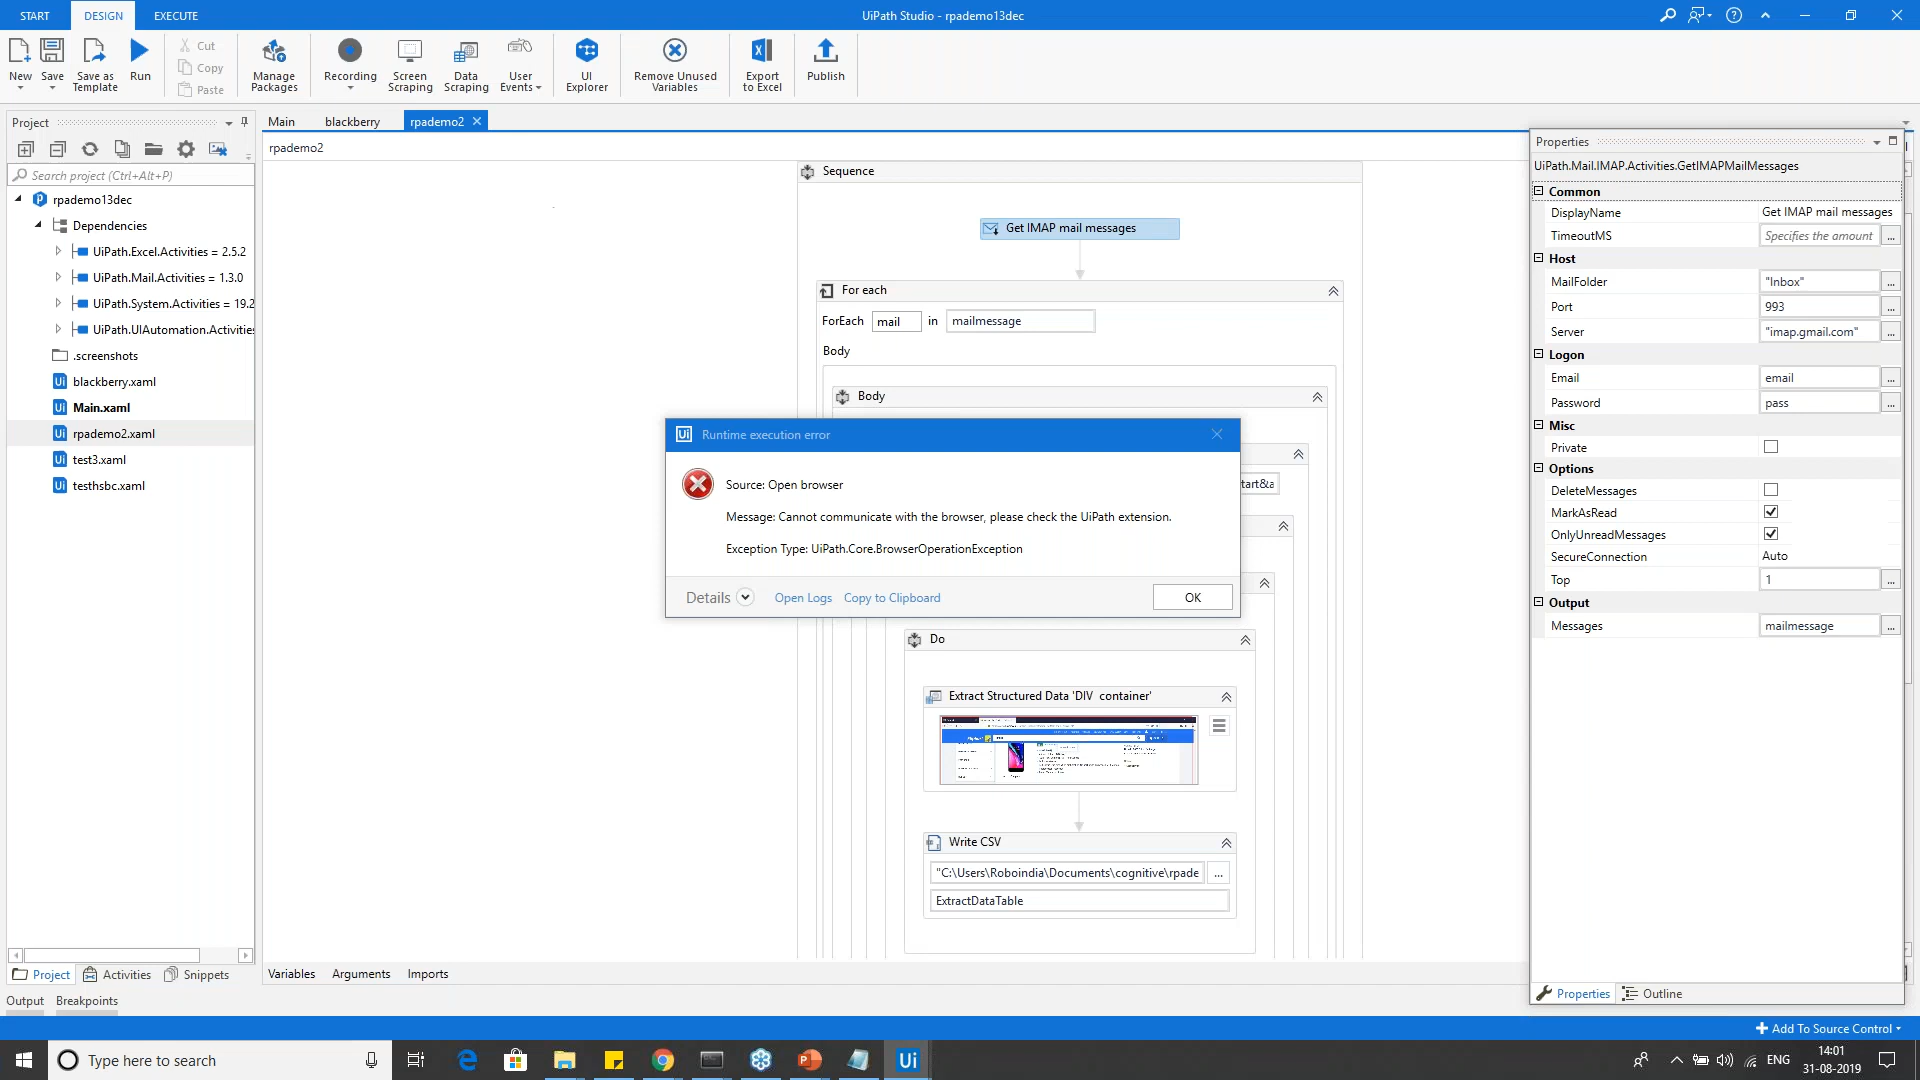 START
DESIGN
EXECUTE
UiPath Studio - rpademo13dec
New
Save
Save as Template
Run
Cut
Copy
Paste
Manage Packages
Recording
Screen Scraping
Data Scraping
User Events
UI Explorer
Remove Unused Variables
Export to Excel
Publish
Project
Search project (Ctrl+Alt+P)
rpademo13dec
Dependencies
UiPath.Excel.Activities = 2.5.2
UiPath.Mail.Activities = 1.3.0
UiPath.System.Activities = 19.2
UiPath.UIAutomation.Activities
.screenshots
blackberry.xaml
Main.xaml
rpademo2.xaml
test3.xaml
testhsbc.xaml
Project
Activities
Snippets
Output
Breakpoints
Main
blackberry
rpademo2
rpademo2
Sequence
Get IMAP mail messages
For each
ForEach mail in mailmessage
Body
Body
tart&a
Runtime execution error
Source: Open browser
Message: Cannot communicate with the browser, please check the UiPath extension.
Exception Type: UiPath.Core.BrowserOperationException
Details
Open Logs
Copy to Clipboard
OK
Do
Extract Structured Data 'DIV container'
Write CSV
"C:\Users\Roboindia\Documents\cognitive\rpade
...
ExtractDataTable
Variables
Arguments
Imports
Properties
UiPath.Mail.IMAP.Activities.GetIMAPMailMessages
Common
DisplayName Get IMAP mail messages
TimeoutMS Specifies the amount ...
Host
MailFolder "Inbox" ...
Port 993 ...
Server "imap.gmail.com" ...
Logon
Email email ...
Password pass ...
Misc
Private
Options
DeleteMessages
MarkAsRead
OnlyUnreadMessages
SecureConnection Auto
Top 1 ...
Output
Messages mailmessage ...
Properties
Outline
Add To Source Control
Type here to search
Ui
ENG
14:01
31-08-2019